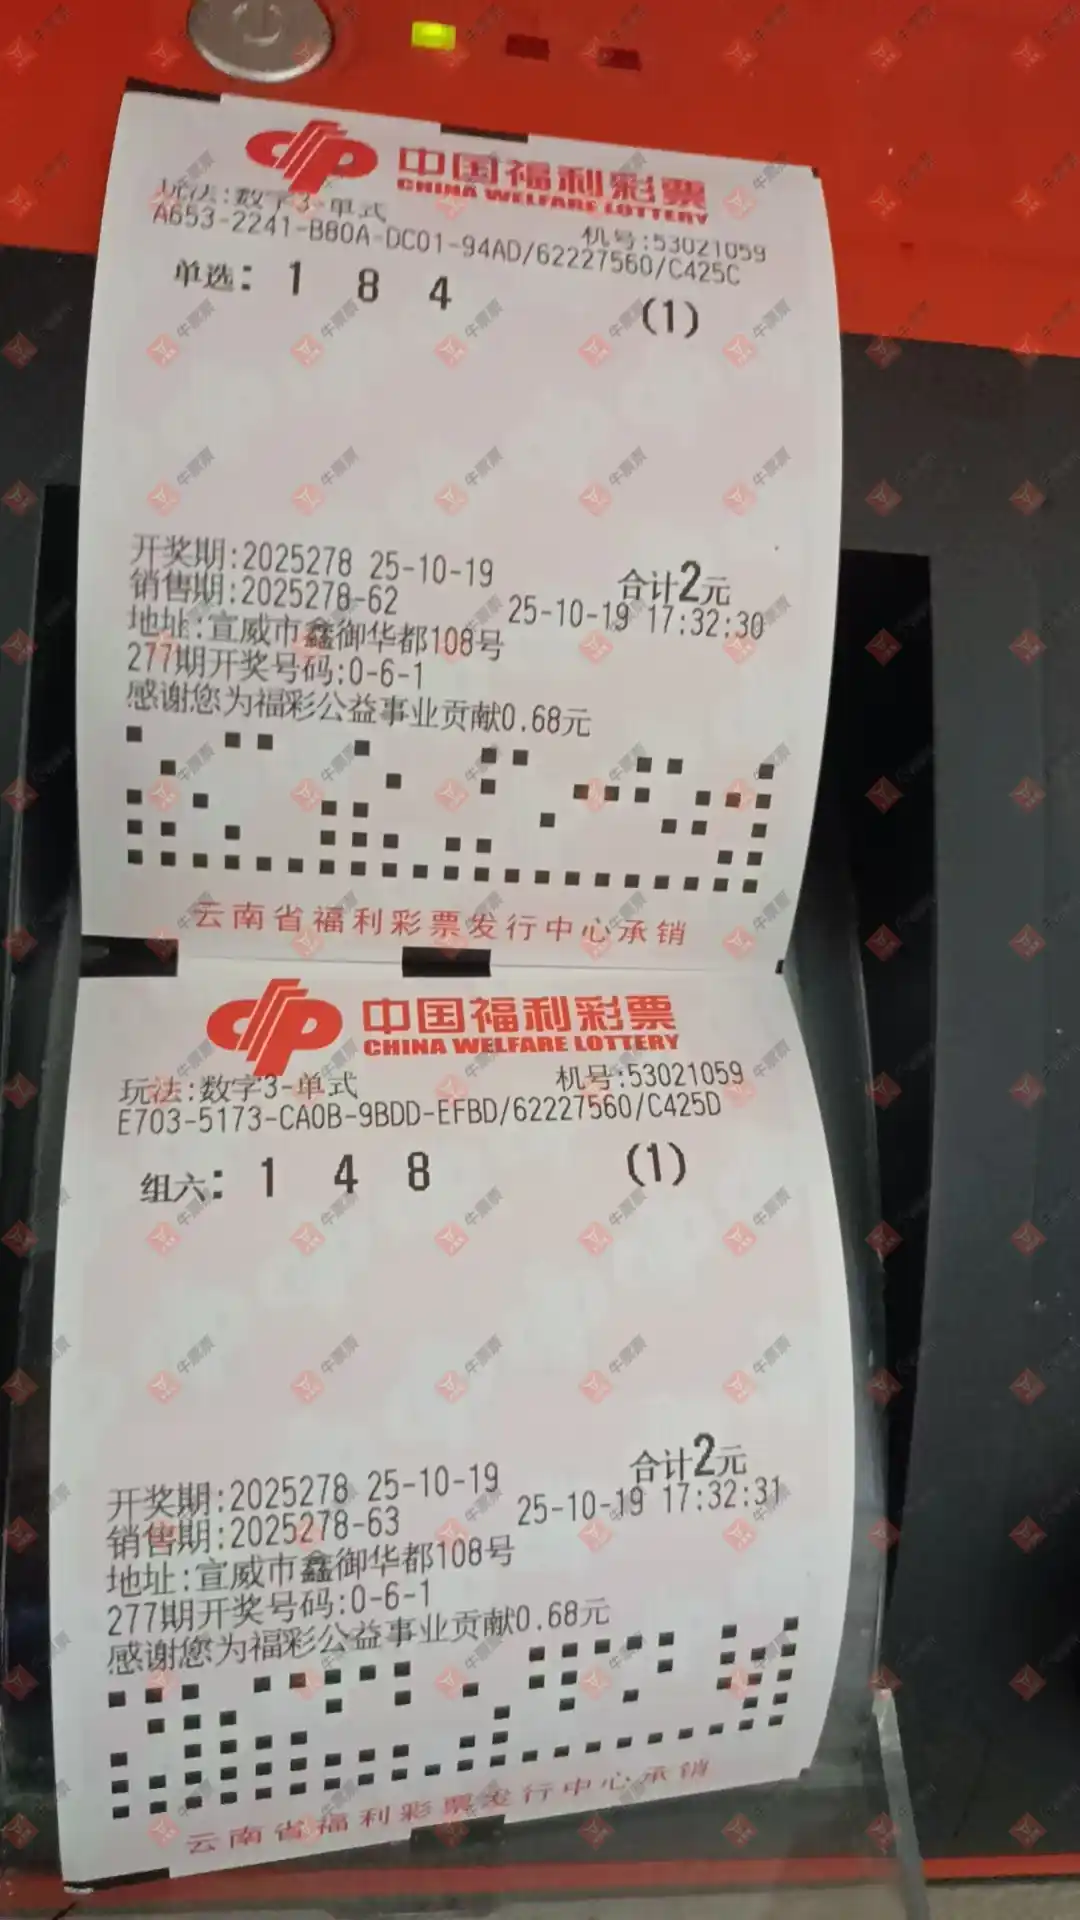 中国福利彩票
CHINA WELFARE LOTTERY
玩法:数字3-单式
机号:53021059
A653-2241-B80A-DC01-94AD/62227560/C425C
单选: 1 8 4 (1)
开奖期:2025278 25-10-19
合计2元
销售期:2025278-62
25-10-19 17:32:30
地址:宣威市鑫御华都108号
277期开奖号码:0-6-1
感谢您为福彩公益事业贡献0.68元
云南省福利彩票发行中心承销
中国福利彩票
CHINA WELFARE LOTTERY
玩法:数字3-单式
机号:53021059
E703-5173-CA0B-9BDD-EFBD/62227560/C425D
组六: 1 4 8 (1)
开奖期:2025278 25-10-19
合计2元
销售期:2025278-63
25-10-19 17:32:31
地址:宣威市鑫御华都108号
277期开奖号码:0-6-1
感谢您为福彩公益事业贡献0.68元
云南省福利彩票发行中心承销
牛票票